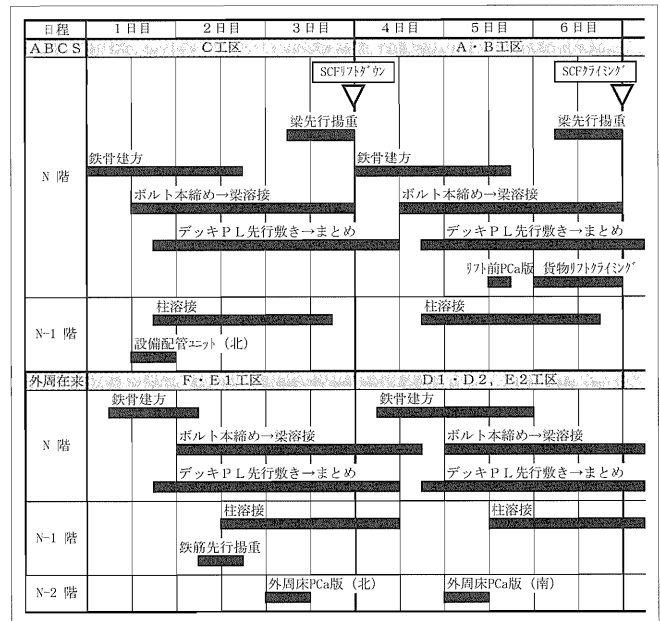 日程 1日目 2日目 3日目 4日目 5日目 6日目
ABCS C工区 A・B工区
SCFリフトダウン SCFクライミング
梁先行揚重 梁先行揚重
鉄骨建方 鉄骨建方
N 階
ボルト本締め→梁溶接 ボルト本締め→梁溶接
デッキPL先行敷き→まとめ デッキPL先行敷き→まとめ
リフト前PCa版 貨物リフトクライミング
柱溶接 柱溶接
N-1 階
設備配管ユニット (北)
外周在来 F・E1工区 D1・D2, E2工区
鉄骨建方 鉄骨建方
ボルト本締め→梁溶接 ボルト本締め→梁溶接
N 階
デッキPL先行敷き→まとめ デッキPL先行敷き→まとめ
柱溶接 柱溶接
N-1 階
鉄筋先行揚重
N-2 階 外周床PCa版 (北) 外周床PCa版 (南)